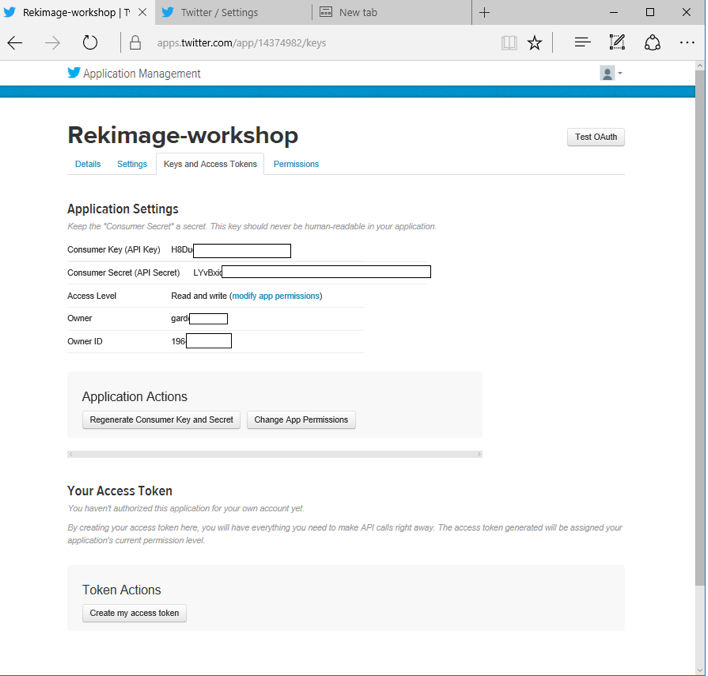 Rekimage-workshop | Tv
Twitter / Settings
New tab
apps.twitter.com/app/14374982/keys
Application Management
Rekimage-workshop
Test OAuth
Details Settings Keys and Access Tokens Permissions
Application Settings
Keep the "Consumer Secret" a secret. This key should never be human-readable in your application.
Consumer Key (API Key) H8Du
Consumer Secret (API Secret) LYvBxic
Access Level Read and write (modify app permissions)
Owner gard
Owner ID 196
Application Actions
Regenerate Consumer Key and Secret Change App Permissions
Your Access Token
You haven't authorized this application for your own account yet.
By creating your access token here, you will have everything you need to make API calls right away. The access token generated will be assigned your
application's current permission level.
Token Actions
Create my access token